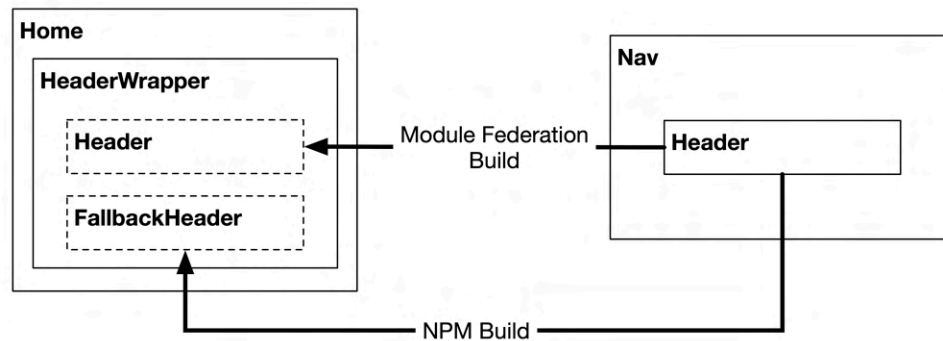 Home
HeaderWrapper
Header
FallbackHeader
Module Federation
Build
Nav
Header
NPM Build